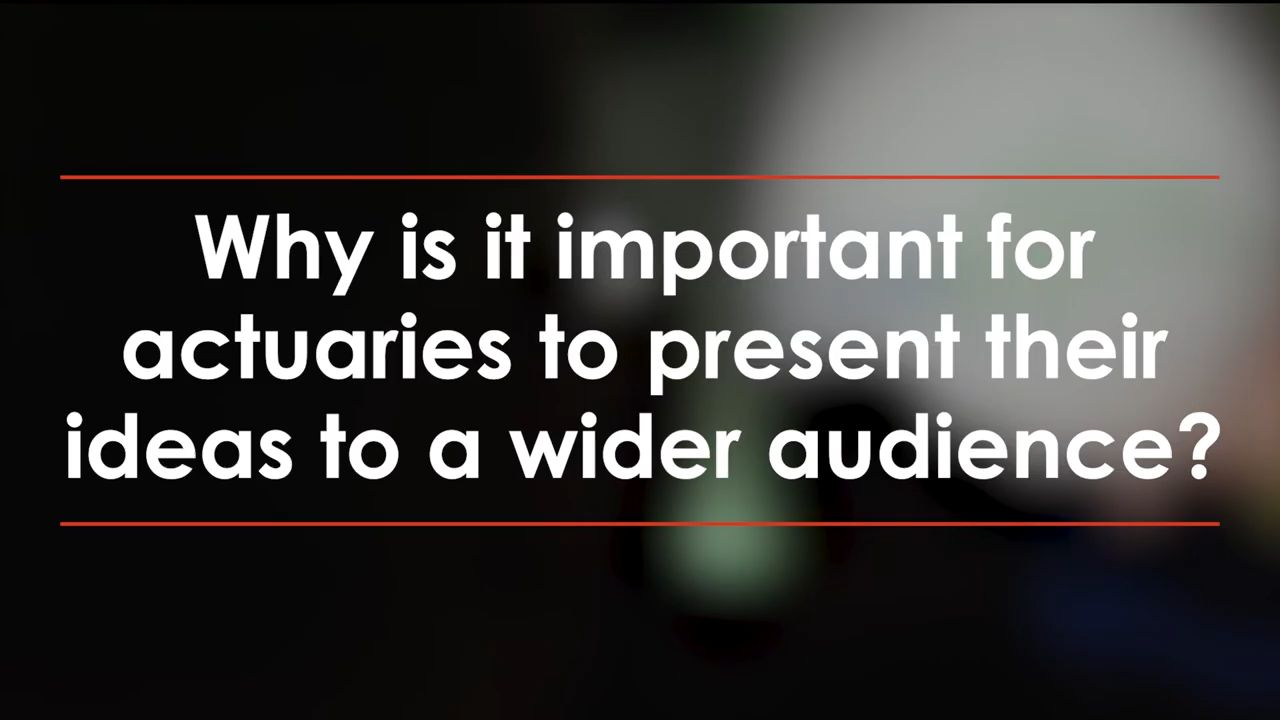 Why is it important for
actuaries to present their
ideas to a wider audience?